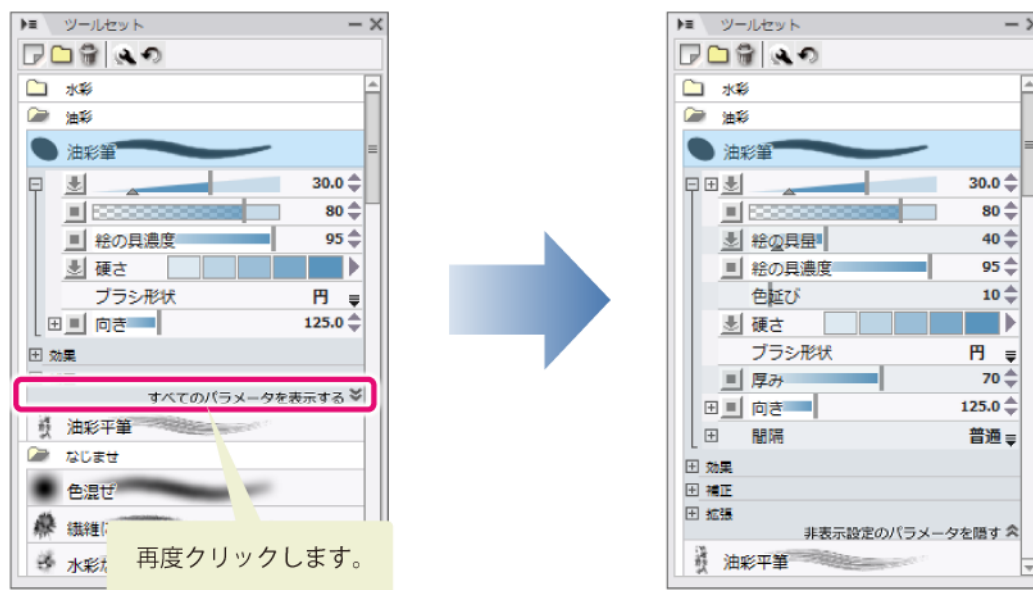 ツールセット
水彩
油彩
油彩筆
30.0
80
絵の具濃度 95
硬さ
ブラシ形状 円
向き 125.0
効果
すべてのパラメータを表示する
油彩平筆
なじませ
色混ぜ
繊維に
水彩
再度クリックします。
ツールセット
水彩
油彩
油彩筆
30.0
80
絵の具量 40
絵の具濃度 95
色延び 10
硬さ
ブラシ形状 円
厚み 70
向き 125.0
間隔 普通
効果
補正
拡張
非表示設定のパラメータを隠す
油彩平筆